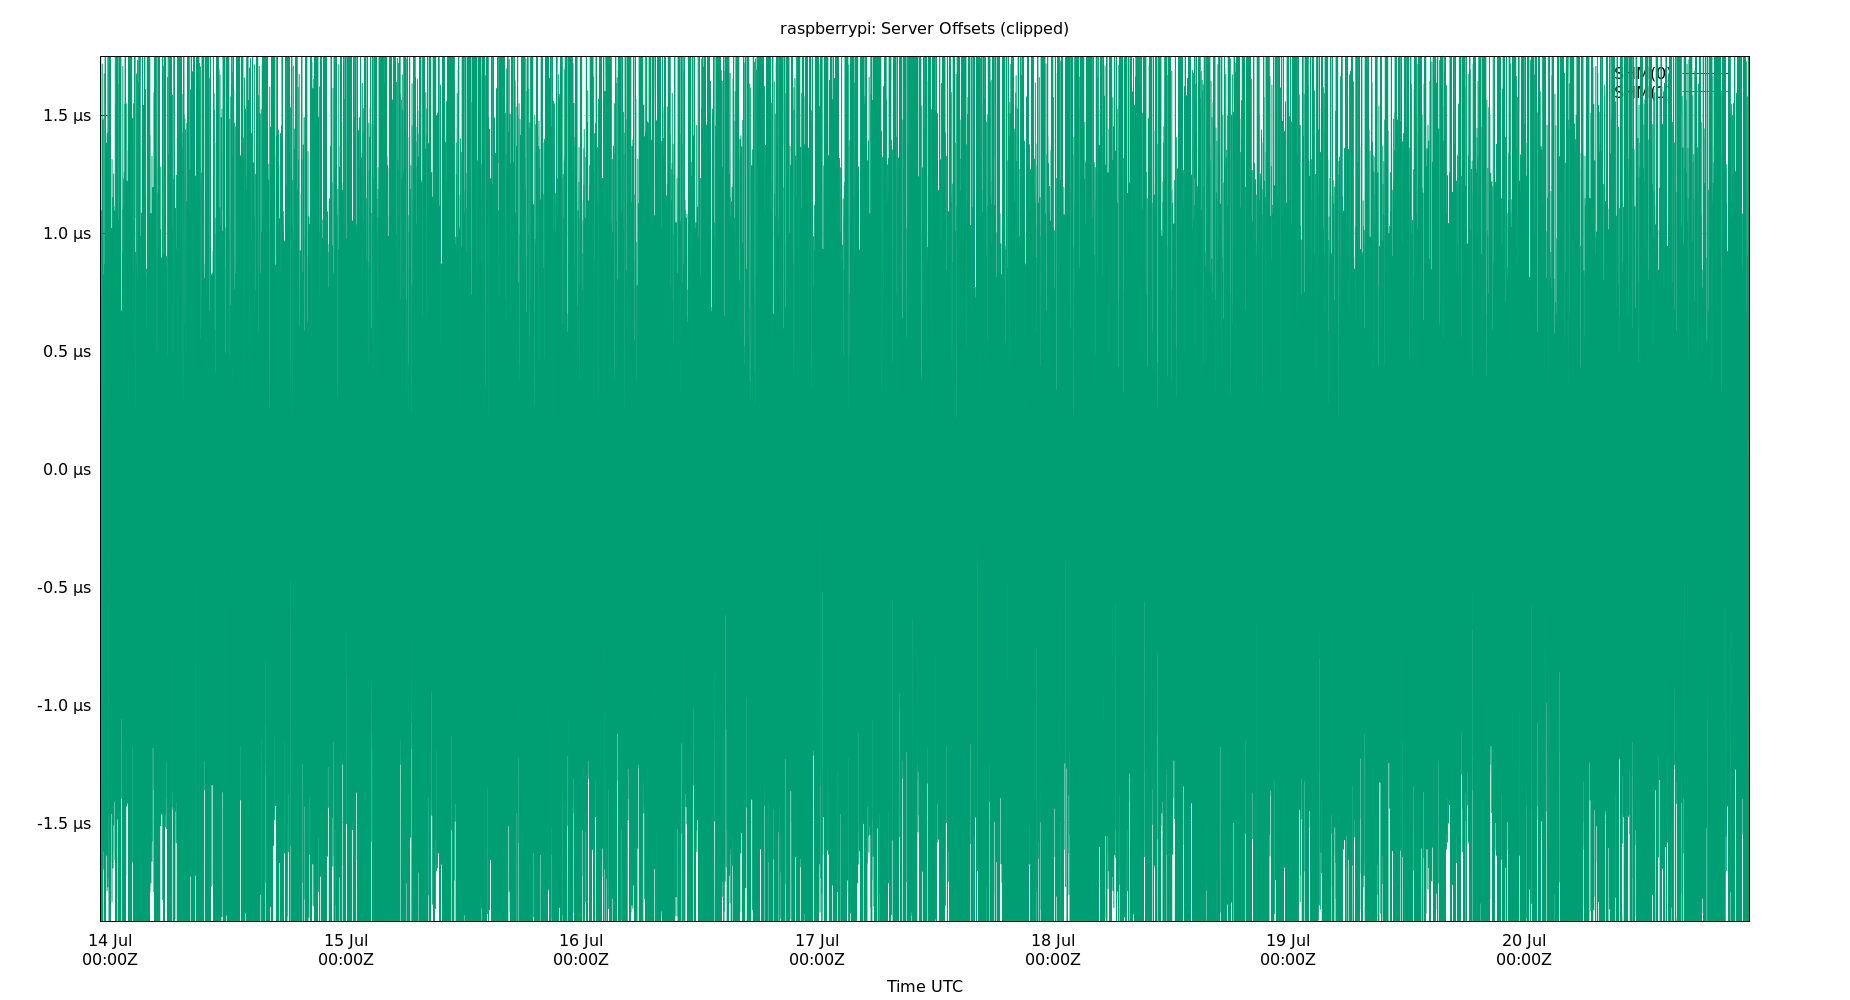 raspberrypi: Server Offsets (clipped)
SHM(0)
1.5 µs
1.0 µs
0.5 µs
0.0 µs
-0.5 µs
-1.0 µs
-1.5 µs
14 Jul 15 Jul 16 Jul 17 Jul 18 Jul 19 Jul 20 Jul
00:00Z 00:00Z 00:00Z 00:00Z 00:00Z 00:00Z 00:00Z
Time UTC